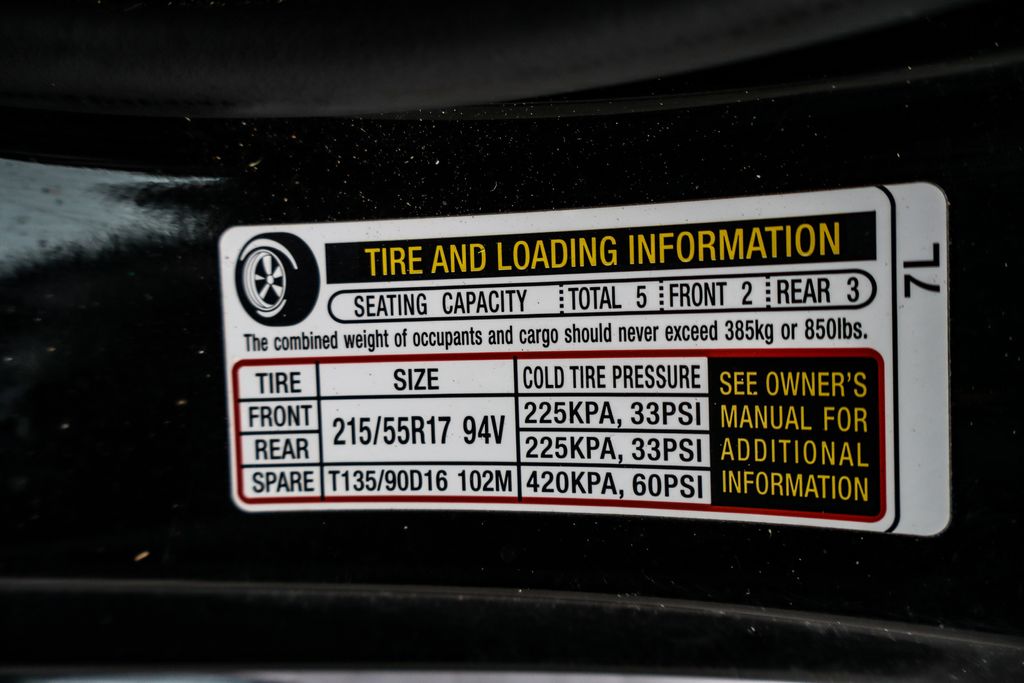 TIRE AND LOADING INFORMATION
SEATING CAPACITY TOTAL 5 FRONT 2 REAR 3
The combined weight of occupants and cargo should never exceed 385kg or 850lbs.
TIRE SIZE COLD TIRE PRESSURE
FRONT 215/55R17 94V 225KPA, 33PSI
REAR 225KPA, 33PSI
SPARE T135/90D16 102M 420KPA, 60PSI
SEE OWNER'S
MANUAL FOR
ADDITIONAL
INFORMATION
7L